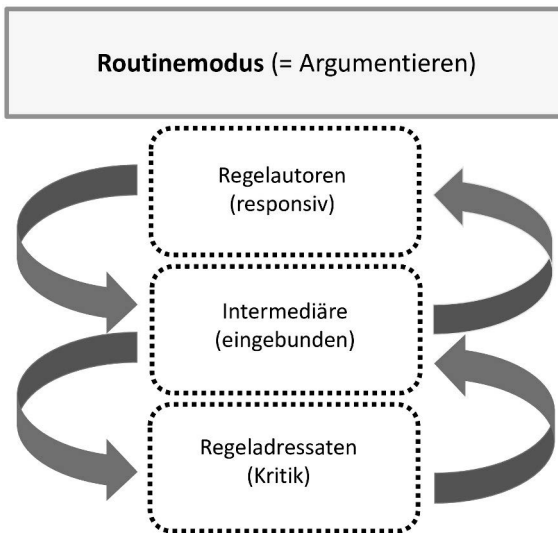 Routinemodus (= Argumentieren)
Regelautoren
(responsiv)
Intermediäre
(eingebunden)
Regeladressaten
(Kritik)